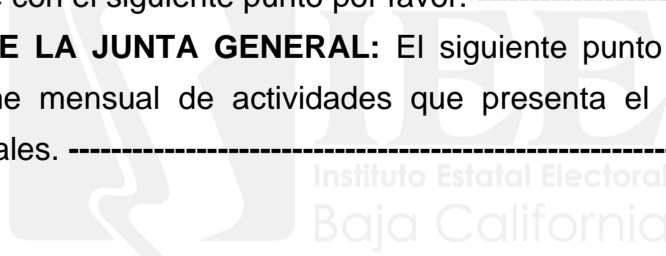 con el siguiente punto por favor. ---------------------
E LA JUNTA GENERAL: El siguiente punto
e mensual de actividades que presenta el
ales. ------------------------------------------------------------
IEE
Instituto Estatal Electoral
Baja California